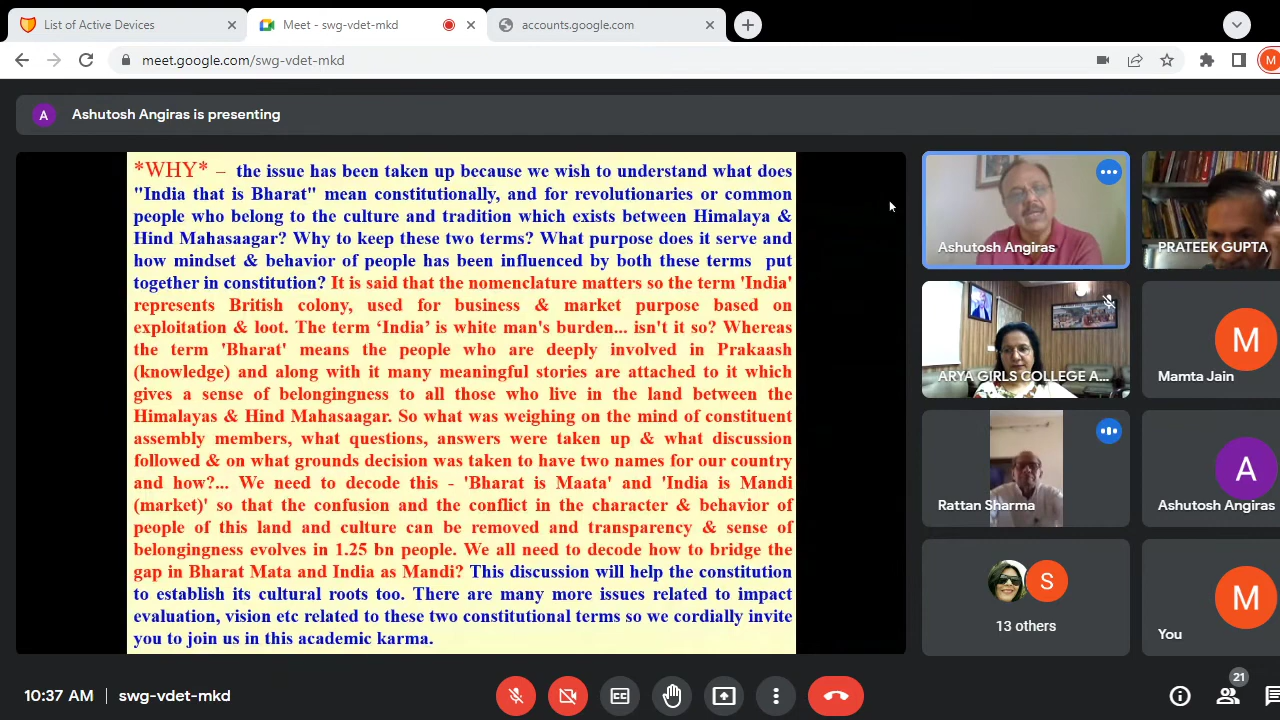 List of Active Devices
Meet - swg-vdet-mkd
accounts.google.com
meet.google.com/swg-vdet-mkd
M
A
Ashutosh Angiras is presenting
*WHY* – the issue has been taken up because we wish to understand what does
"India that is Bharat" mean constitutionally, and for revolutionaries or common
people who belong to the culture and tradition which exists between Himalaya &
Hind Mahasaagar? Why to keep these two terms? What purpose does it serve and
how mindset & behavior of people has been influenced by both these terms put
together in constitution? It is said that the nomenclature matters so the term 'India'
represents British colony, used for business & market purpose based on
exploitation & loot. The term ‘India’ is white man's burden... isn't it so? Whereas
the term 'Bharat' means the people who are deeply involved in Prakaash
(knowledge) and along with it many meaningful stories are attached to it which
gives a sense of belongingness to all those who live in the land between the
Himalayas & Hind Mahasaagar. So what was weighing on the mind of constituent
assembly members, what questions, answers were taken up & what discussion
followed & on what grounds decision was taken to have two names for our country
and how?... We need to decode this - 'Bharat is Maata' and 'India is Mandi
(market)' so that the confusion and the conflict in the character & behavior of
people of this land and culture can be removed and transparency & sense of
belongingness evolves in 1.25 bn people. We all need to decode how to bridge the
gap in Bharat Mata and India as Mandi? This discussion will help the constitution
to establish its cultural roots too. There are many more issues related to impact
evaluation, vision etc related to these two constitutional terms so we cordially invite
you to join us in this academic karma.
Ashutosh Angiras
PRATEEK GUPTA
ARYA GIRLS COLLEGE A...
M
Mamta Jain
Rattan Sharma
A
Ashutosh Angiras
S
13 others
M
You
10:37 AM | swg-vdet-mkd
CC
21